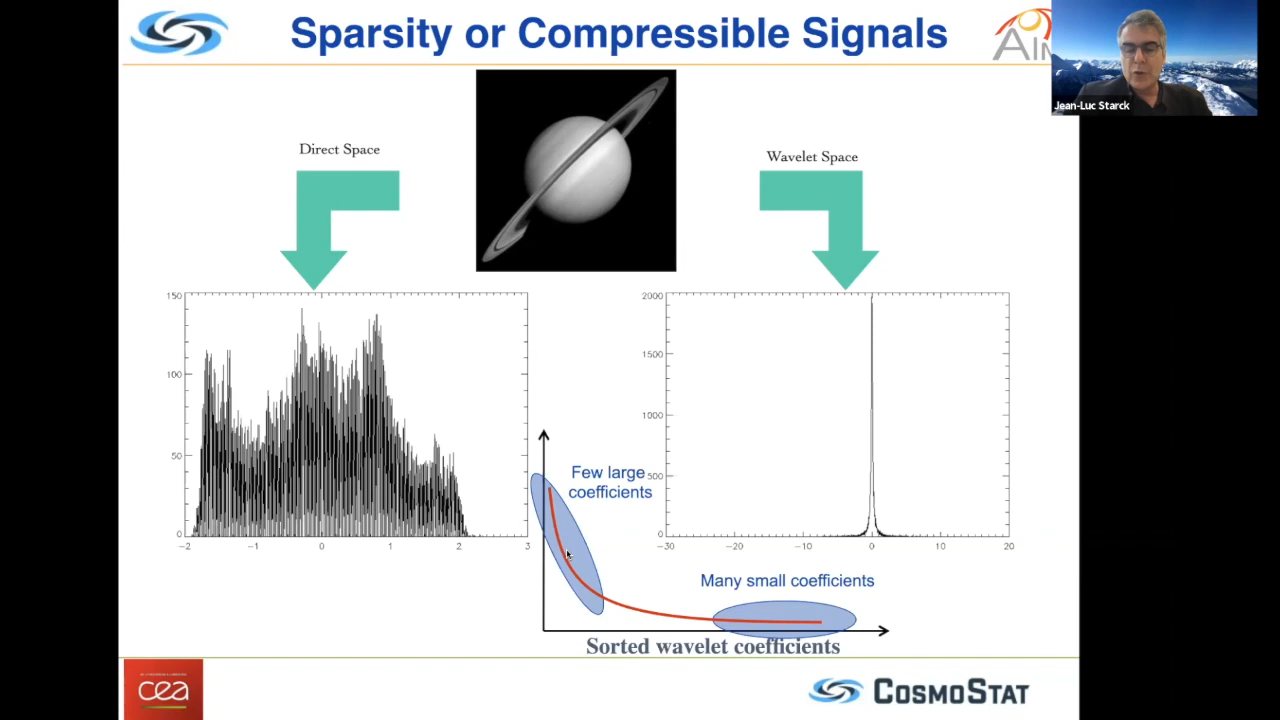 Sparsity or Compressible Signals
AIM
Jean-Luc Starck
Direct Space
Wavelet Space
150
100
50
0
-2
-1
0
1
2
3
2000
1500
1000
500
0
-30
-20
-10
0
10
20
Few large
coefficients
Many small coefficients
Sorted wavelet coefficients
cea
COSMOSTAT